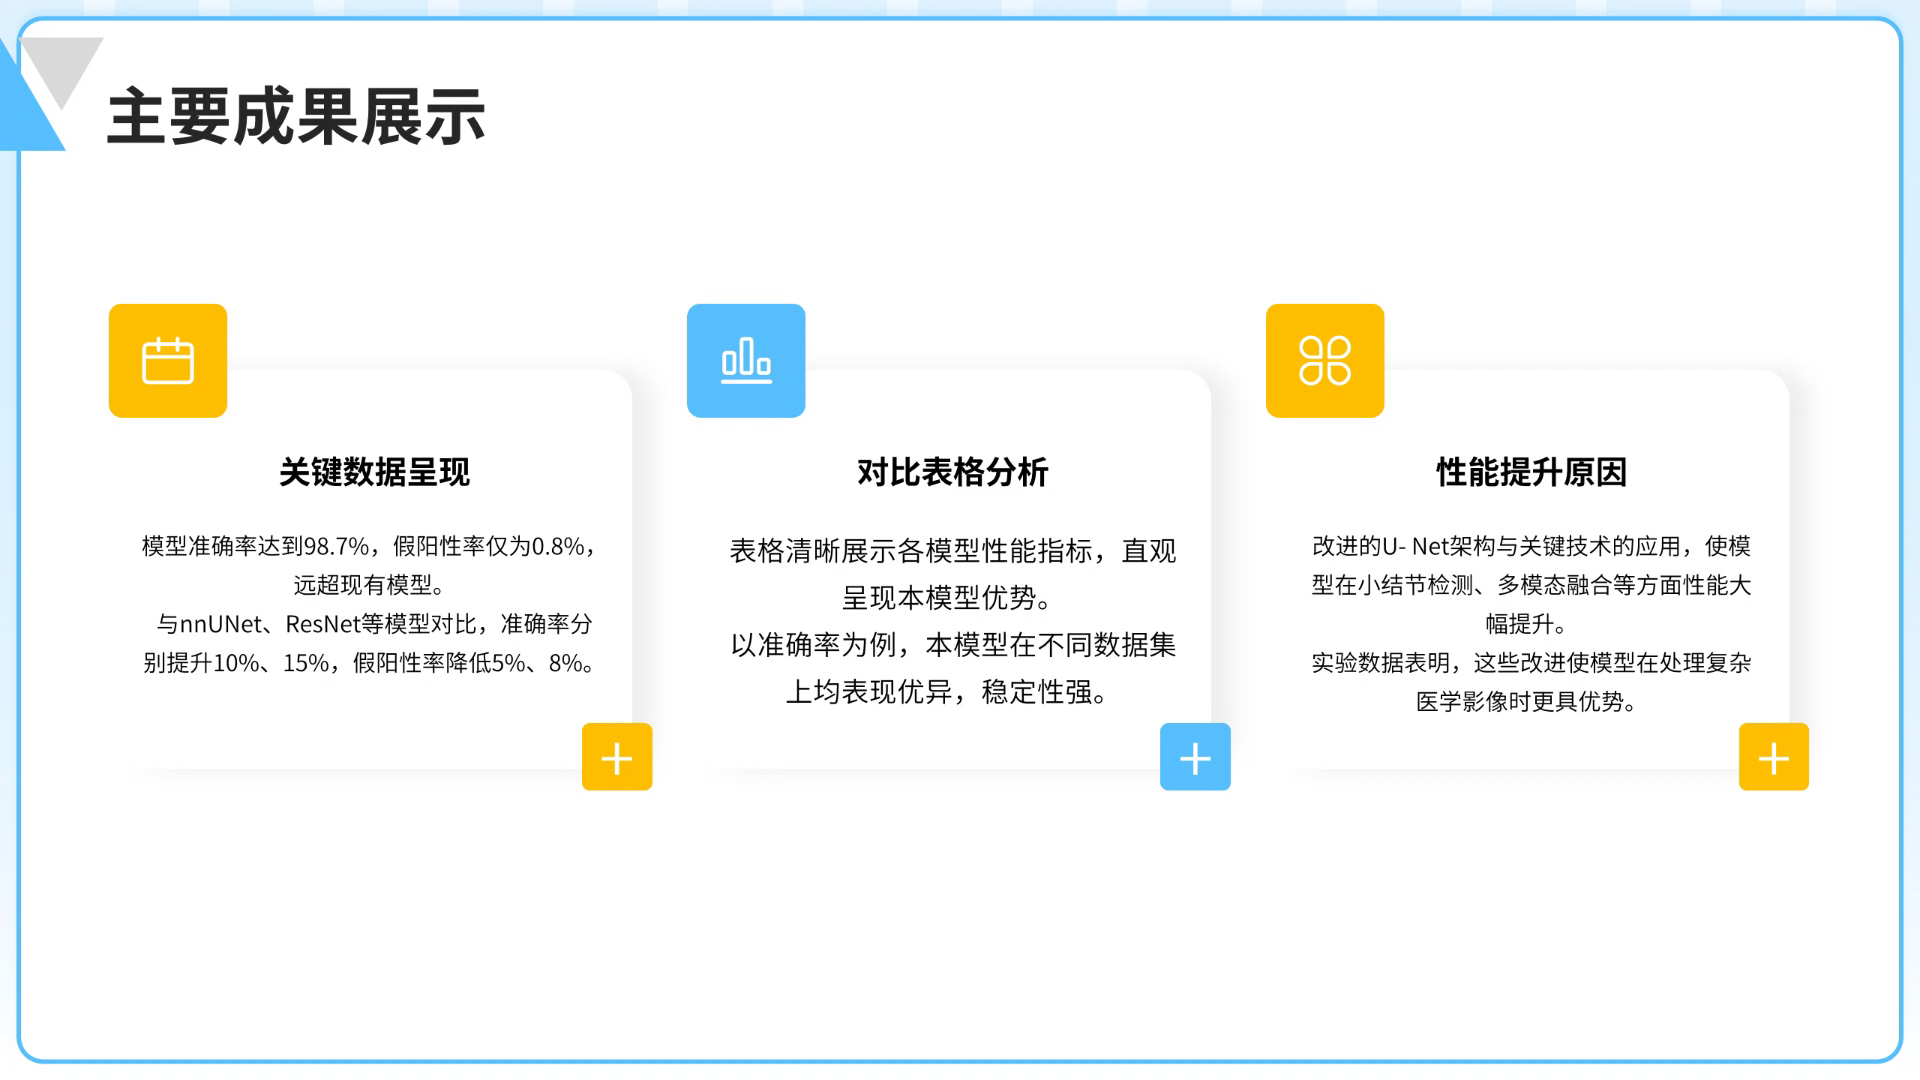 主要成果展示
关键数据呈现
模型准确率达到98.7%，假阳性率仅为0.8%，
远超现有模型。
与nnUNet、ResNet等模型对比，准确率分
别提升10%、15%，假阳性率降低5%、8%。
对比表格分析
表格清晰展示各模型性能指标，直观
呈现本模型优势。
以准确率为例，本模型在不同数据集
上均表现优异，稳定性强。
性能提升原因
改进的U- Net架构与关键技术的应用，使模
型在小结节检测、多模态融合等方面性能大
幅提升。
实验数据表明，这些改进使模型在处理复杂
医学影像时更具优势。